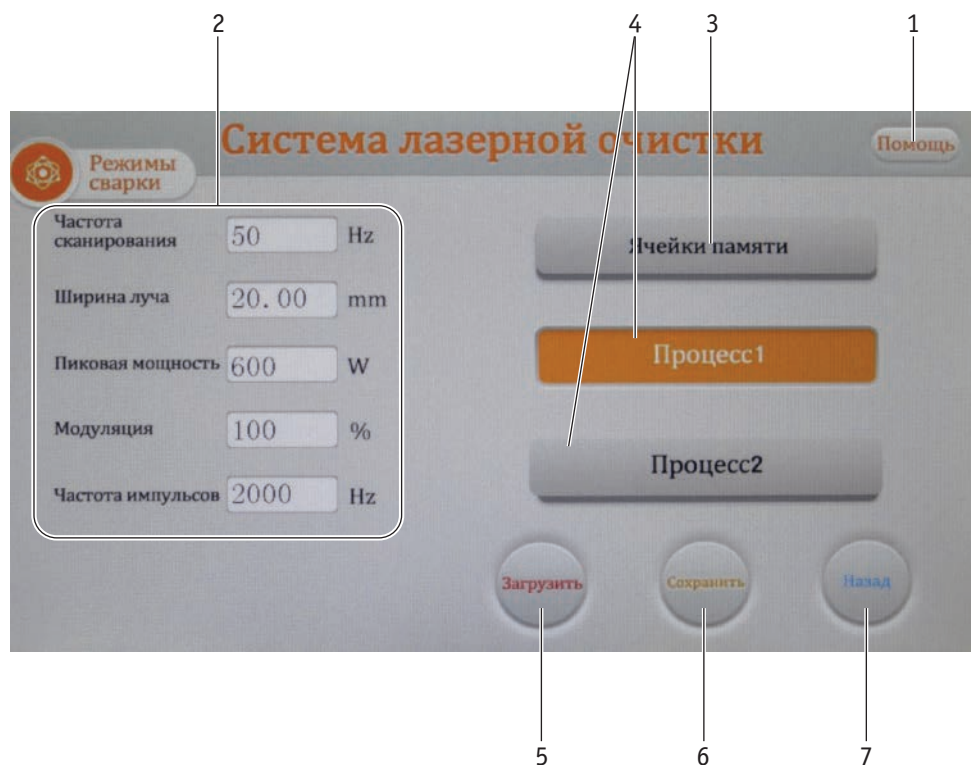 2
4
3
1
Система лазерной очистки
Помощь
Режимы
сварки
Частота
сканирования
50
Hz
Ширина луча
20.00
mm
Пиковая мощность
600
W
Модуляция
100
%
Частота импульсов
2000
Hz
Ячейки памяти
Процесс1
Процесс2
Загрузить
Сохранить
Назад
5
6
7